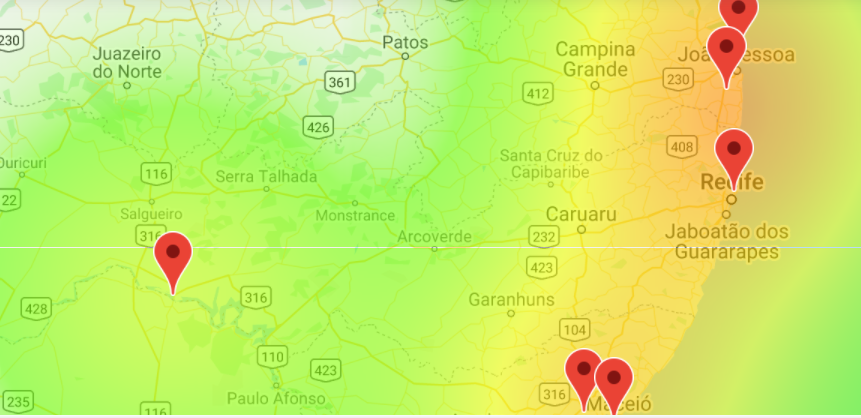 230
Juazeiro
do Norte
Patos
Campina
Grande
João Pessoa
361
230
412
426
408
Ouricuri
116
Serra Talhada
Santa Cruz do
Capibaribe
Recife
22
Salgueiro
Monstrance
Caruaru
316
Arcoverde
232
Jaboatão dos
Guararapes
423
428
316
Garanhuns
104
110
423
Paulo Afonso
316
Maceió
235
116